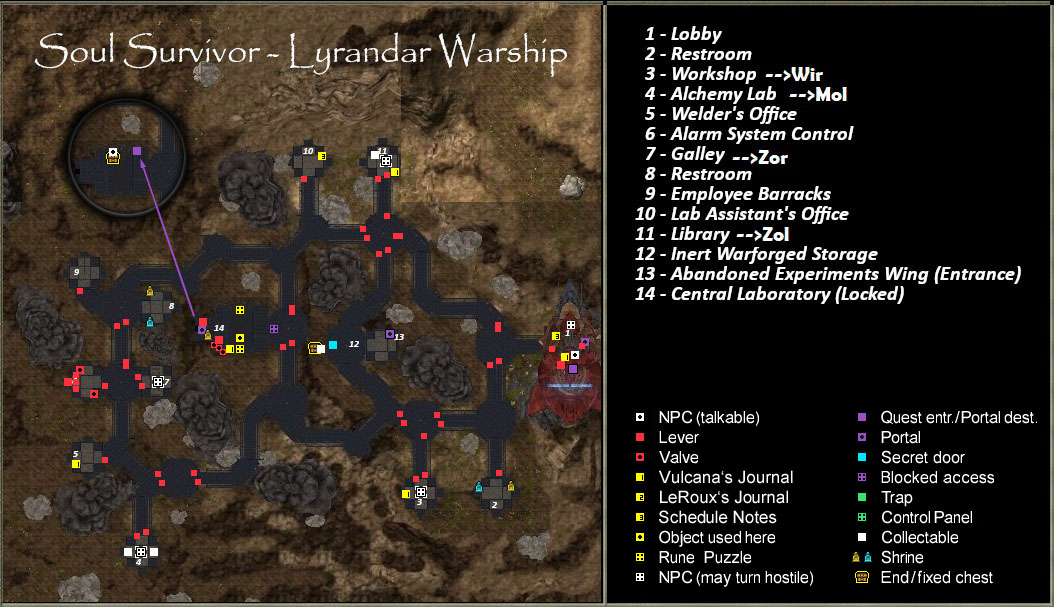 Soul Survivor - Lyrandar Warship
10
11
9
8
14
13
12
1
7
5
3
2
4
1 - Lobby
2 - Restroom
3 - Workshop -->Wir
4 - Alchemy Lab -->Mol
5 - Welder's Office
6 - Alarm System Control
7 - Galley -->Zor
8 - Restroom
9 - Employee Barracks
10 - Lab Assistant's Office
11 - Library -->Zol
12 - Inert Warforged Storage
13 - Abandoned Experiments Wing (Entrance)
14 - Central Laboratory (Locked)
NPC (talkable)
Lever
Valve
Vulcana's Journal
LeRoux's Journal
Schedule Notes
Object used here
Rune Puzzle
NPC (may turn hostile)
Quest entr./Portal dest.
Portal
Secret door
Blocked access
Trap
Control Panel
Collectable
Shrine
End/fixed chest